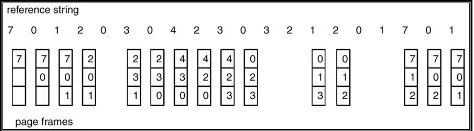 reference string
7 0 1 2 0 3 0 4 2 3 0 3 2 1 2 0 1 7 0 1
7 7 7 2 2 2 4 4 4 0 0 0 7 7 7
0 0 0 3 3 3 2 2 2 1 1 1 0 0
1 1 1 0 0 0 3 3 3 2 2 2 1
page frames